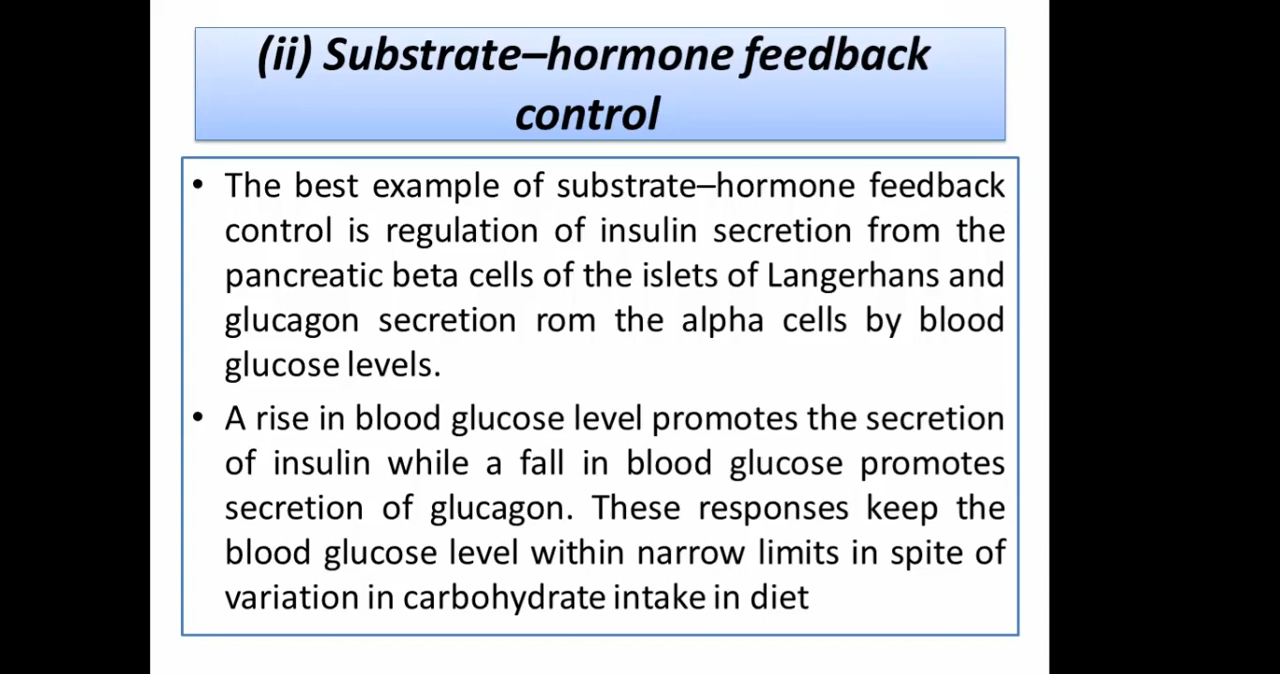 (ii) Substrate–hormone feedback
control
• The best example of substrate–hormone feedback
control is regulation of insulin secretion from the
pancreatic beta cells of the islets of Langerhans and
glucagon secretion rom the alpha cells by blood
glucose levels.
• A rise in blood glucose level promotes the secretion
of insulin while a fall in blood glucose promotes
secretion of glucagon. These responses keep the
blood glucose level within narrow limits in spite of
variation in carbohydrate intake in diet